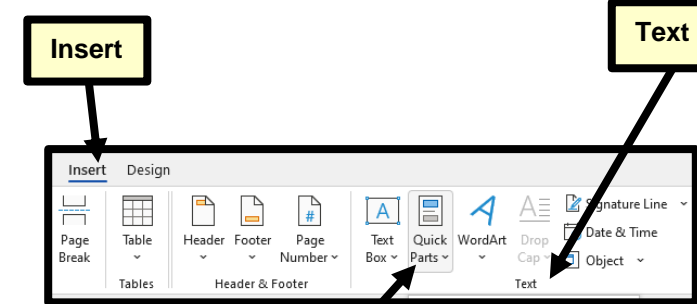 Insert
Text
Insert Design
Page Break
Table
Header Footer Page Number
Text Box Quick Parts WordArt Drop Cap
Signature Line
Date & Time
Object
Tables Header & Footer Text